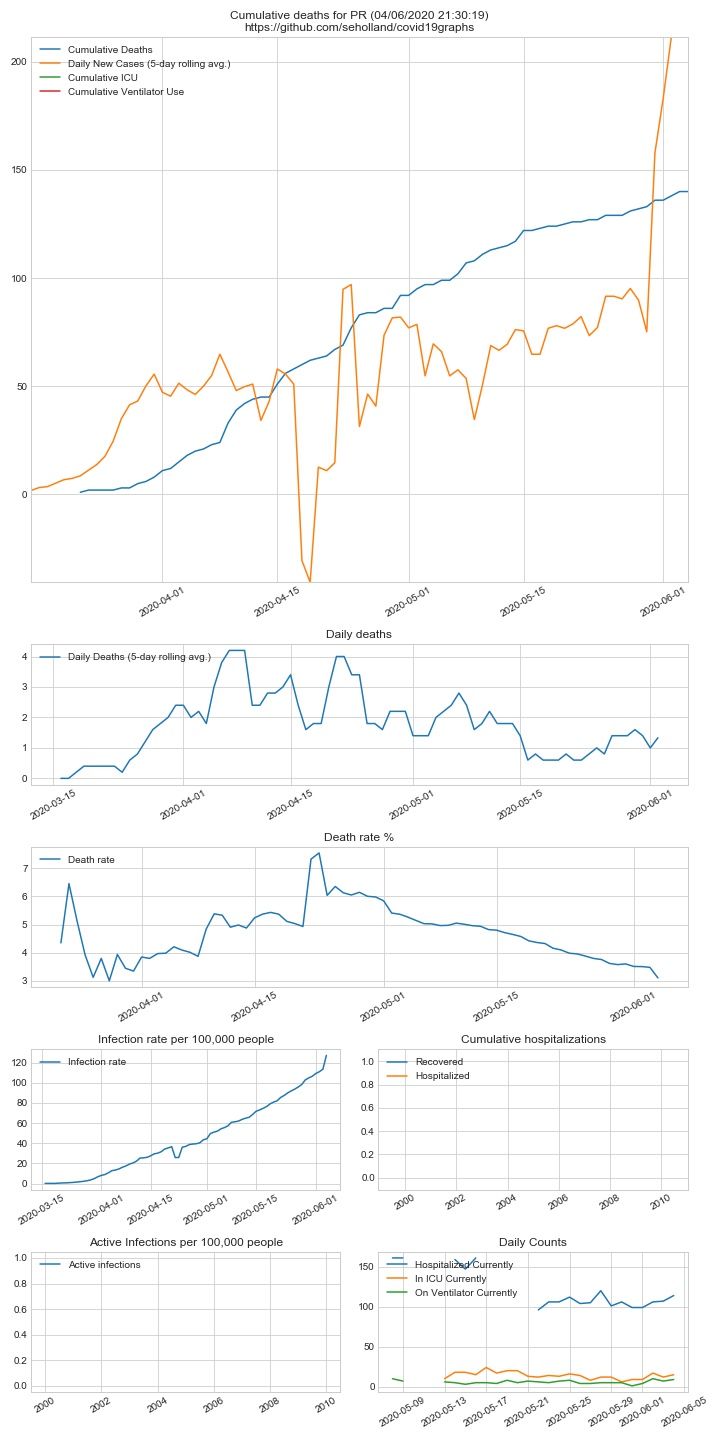 Cumulative deaths for PR (04/06/2020 21:30:19)
https://github.com/seholland/covid19graphs
Cumulative Deaths
Daily New Cases (5-day rolling avg.)
Cumulative ICU
Cumulative Ventilator Use
200
150
100
50
0
2020-04-01 2020-04-15 2020-05-01 2020-05-15 2020-06-01
Daily deaths
Daily Deaths (5-day rolling avg.)
4
3
2
1
0
2020-03-15 2020-04-01 2020-04-15 2020-05-01 2020-05-15 2020-06-01
Death rate %
Death rate
7
6
5
4
3
2020-04-01 2020-04-15 2020-05-01 2020-05-15 2020-06-01
Infection rate per 100,000 people
Infection rate
120
100
80
60
40
20
0
2020-03-15 2020-04-01 2020-04-15 2020-05-01 2020-05-15 2020-06-01
Cumulative hospitalizations
Recovered
Hospitalized
1.0
0.8
0.6
0.4
0.2
0.0
2000 2002 2004 2006 2008 2010
Active Infections per 100,000 people
Active infections
1.0
0.8
0.6
0.4
0.2
0.0
2000 2002 2004 2006 2008 2010
Daily Counts
Hospitalized Currently
In ICU Currently
On Ventilator Currently
150
100
50
0
2020-05-09 2020-05-13 2020-05-17 2020-05-21 2020-05-25 2020-05-29 2020-06-01 2020-06-05